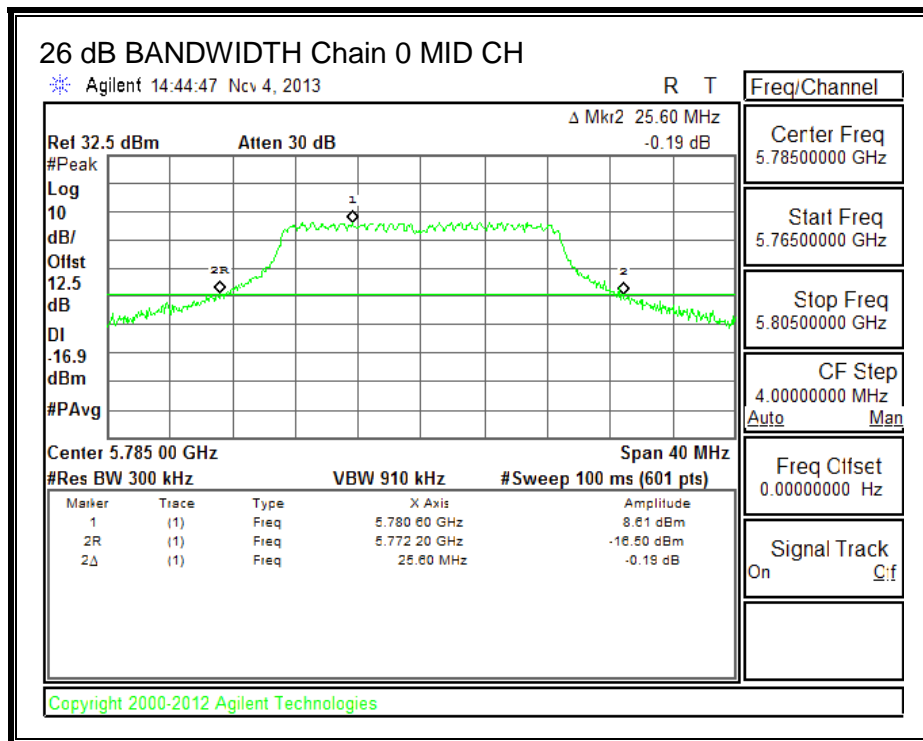 26 dB BANDWIDTH Chain 0 MID CH
Agilent 14:44:47 Nov 4, 2013 R T
Δ Mkr2 25.60 MHz
Ref 32.5 dBm Atten 30 dB -0.19 dB
#Peak
Log
10
dB/
Offst
12.5
dB
DI
-16.9
dBm
#PAvg
1
2R
2
Center 5.785 00 GHz Span 40 MHz
#Res BW 300 kHz VBW 910 kHz #Sweep 100 ms (601 pts)
Marker Trace Type X Axis Amplitude
1 (1) Freq 5.780 60 GHz 8.61 dBm
2R (1) Freq 5.772 20 GHz -16.50 dBm
2Δ (1) Freq 25.60 MHz -0.19 dB
Freq/Channel
Center Freq
5.78500000 GHz
Start Freq
5.76500000 GHz
Stop Freq
5.80500000 GHz
CF Step
4.00000000 MHz
Auto Man
Freq Offset
0.00000000 Hz
Signal Track
On Off
Copyright 2000-2012 Agilent Technologies